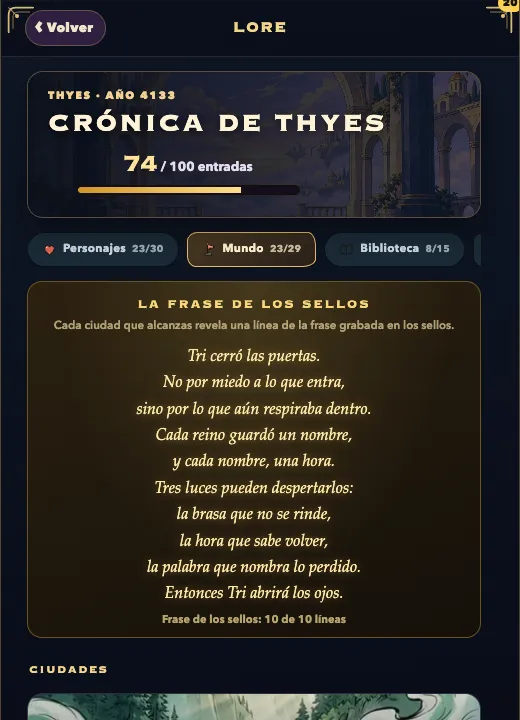 Volver
LORE
20
THYES • AÑO 4133
CRÓNICA DE THYES
74 / 100 entradas
Personajes 23/30
Mundo 23/29
Biblioteca 8/15
LA FRASE DE LOS SELLOS
Cada ciudad que alcanzas revela una línea de la frase grabada en los sellos.
Tri cerró las puertas.
No por miedo a lo que entra,
sino por lo que aún respiraba dentro.
Cada reino guardó un nombre,
y cada nombre, una hora.
Tres luces pueden despertarlos:
la brasa que no se rinde,
la hora que sabe volver,
la palabra que nombra lo perdido.
Entonces Tri abrirá los ojos.
Frase de los sellos: 10 de 10 líneas
CIUDADES